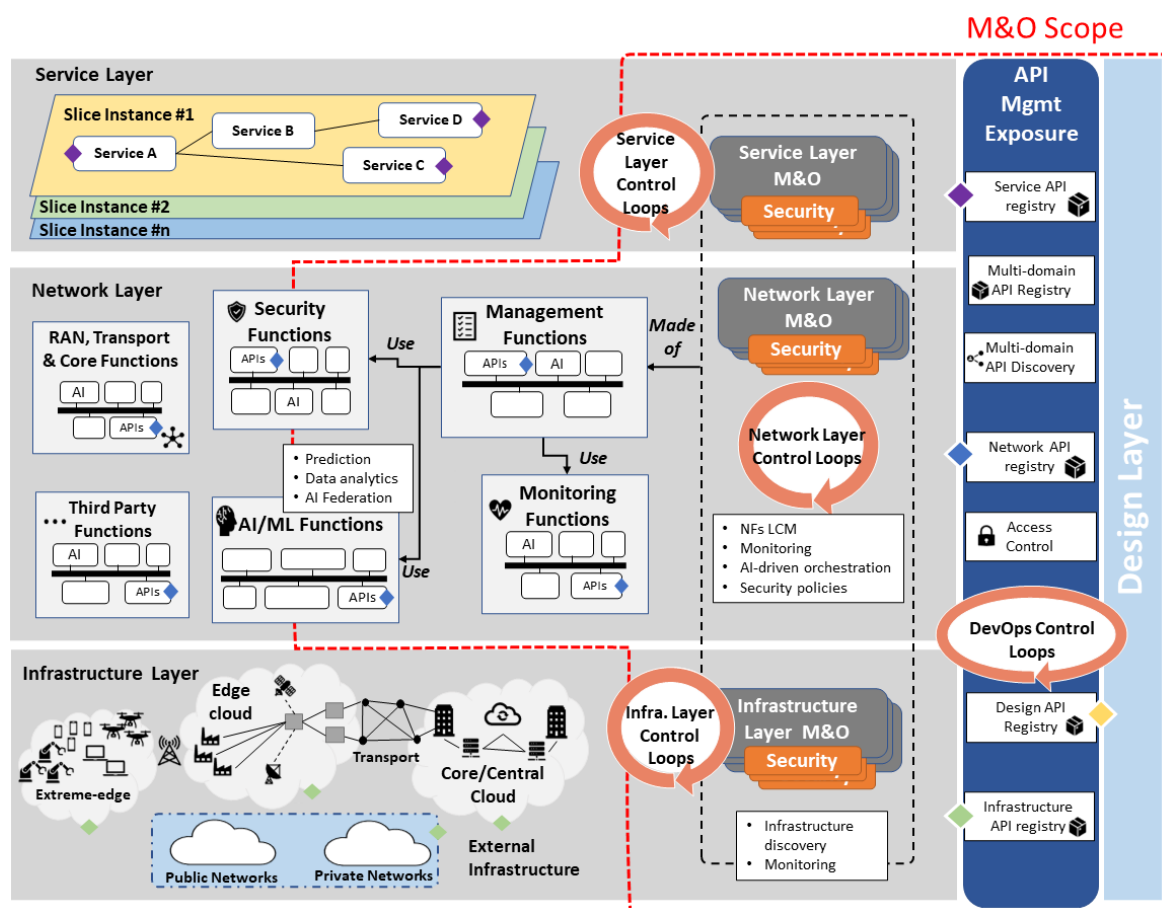 M&O Scope
Service Layer
Slice Instance #1
Service A
Service B
Service D
Service C
Slice Instance #2
Slice Instance #n
Service
Layer
Control
Loops
Service Layer
M&O
Security
API
Mgmt
Exposure
Service API
registry
Multi-domain
API Registry
Multi-domain
API Discovery
Network API
registry
Access
Control
DevOps Control
Loops
Design API
Registry
Infrastructure
API registry
Design Layer
Network Layer
RAN, Transport
& Core Functions
AI
APIs
Security
Functions
APIs
AI
Use
Management
Functions
APIs
AI
Made
of
Network Layer
M&O
Security
Network Layer
Control Loops
• NFs LCM
• Monitoring
• AI-driven orchestration
• Security policies
• Prediction
• Data analytics
• AI Federation
Use
Third Party
Functions
AI
APIs
AI/ML Functions
APIs
Use
Monitoring
Functions
AI
APIs
Infrastructure Layer
Extreme-edge
Edge
cloud
Transport
Core/Central
Cloud
Public Networks
Private Networks
External
Infrastructure
Infra. Layer
Control
Loops
Infrastructure
Layer M&O
Security
• Infrastructure
discovery
• Monitoring